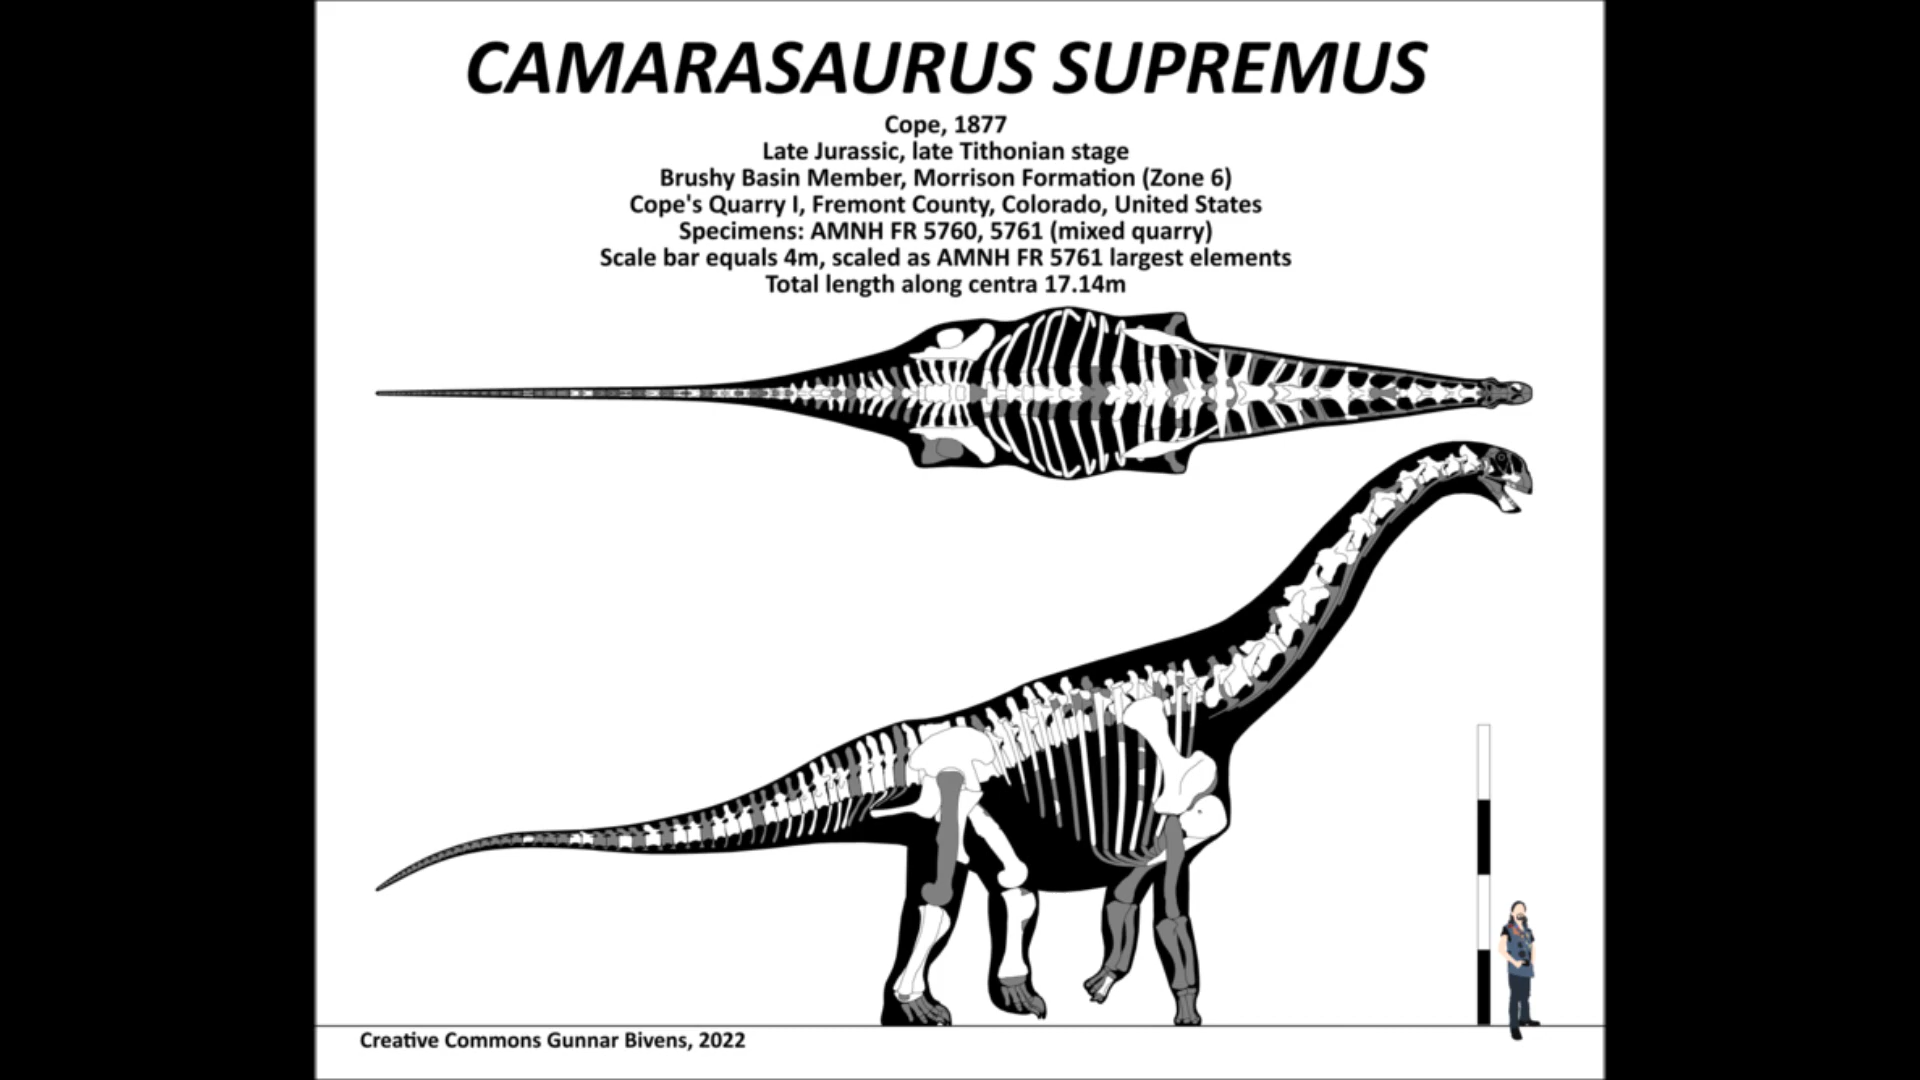 CAMARASAURUS SUPREMUS
Cope, 1877
Late Jurassic, late Tithonian stage
Brushy Basin Member, Morrison Formation (Zone 6)
Cope's Quarry I, Fremont County, Colorado, United States
Specimens: AMNH FR 5760, 5761 (mixed quarry)
Scale bar equals 4m, scaled as AMNH FR 5761 largest elements
Total length along centra 17.14m
Creative Commons Gunnar Bivens, 2022